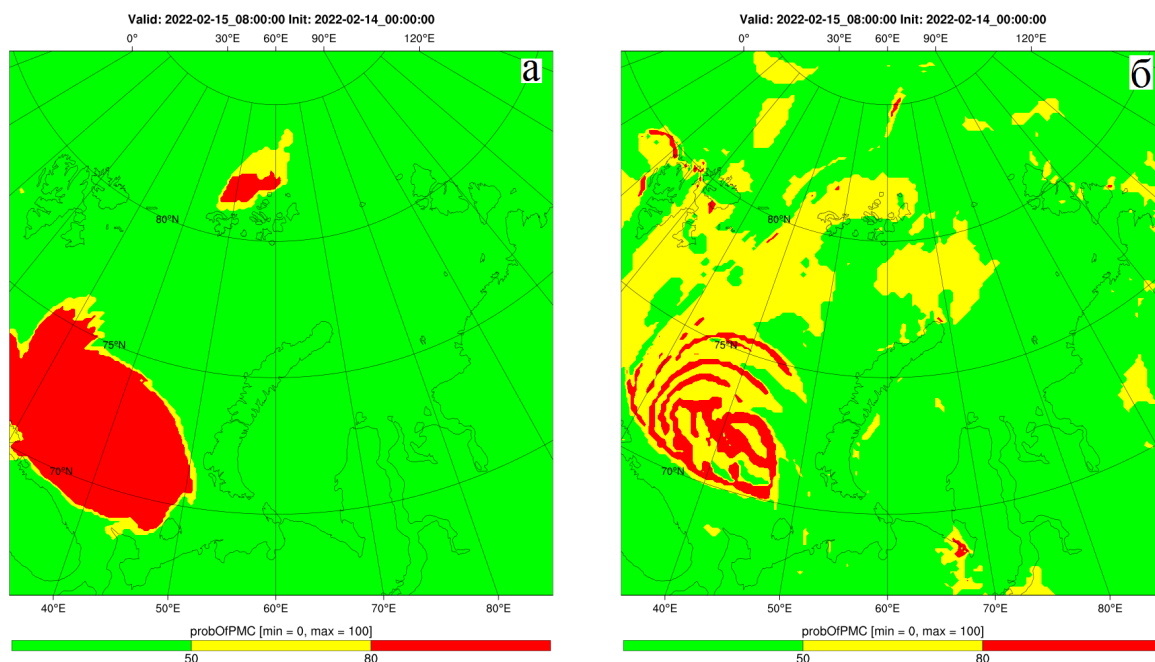 Valid: 2022-02-15_08:00:00 Init: 2022-02-14_00:00:00
0° 30°E 60°E 90°E 120°E
а
80°N
75°N
70°N
40°E 50°E 60°E 70°E 80°E
probOfPMC [min = 0, max = 100]
50 80
Valid: 2022-02-15_08:00:00 Init: 2022-02-14_00:00:00
0° 30°E 60°E 90°E 120°E
б
80°N
75°N
70°N
40°E 50°E 60°E 70°E 80°E
probOfPMC [min = 0, max = 100]
50 80